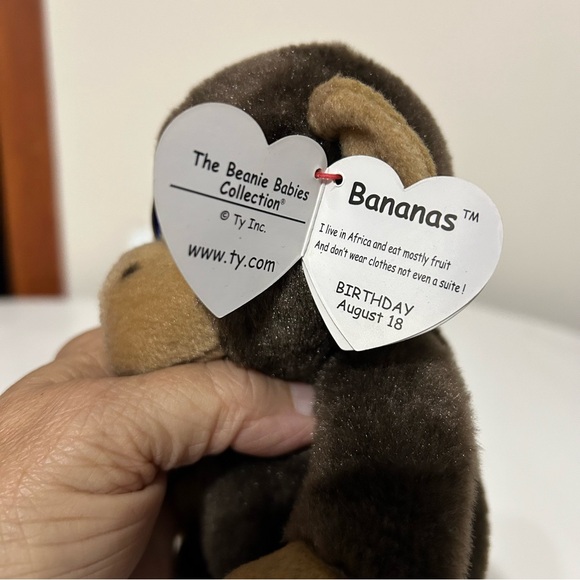 The Beanie Babies
Collection®
© Ty Inc.
www.ty.com
Bananas™
I live in Africa and eat mostly fruit
And don't wear clothes not even a suite !
BIRTHDAY
August 18